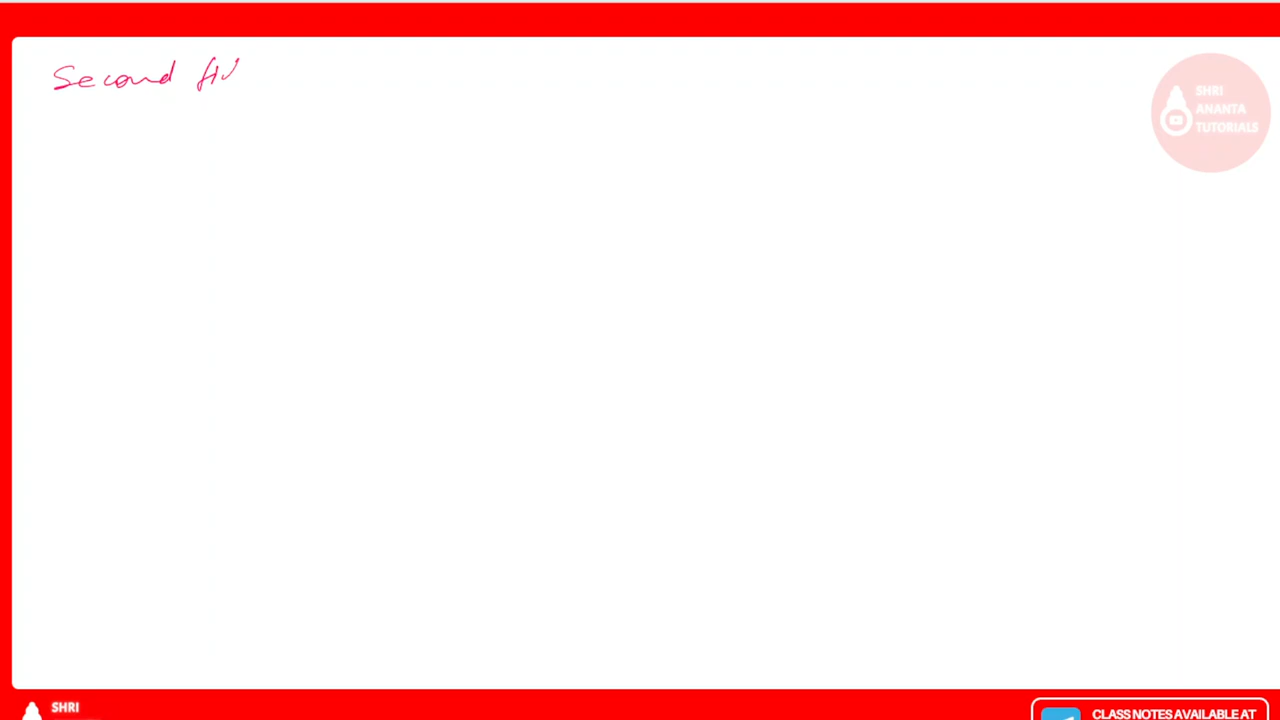 Second
SHRI
ANANTA
TUTORIALS
SHRI
CLASS NOTES AVAILABLE AT